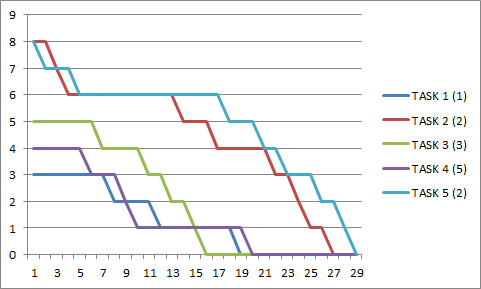 9
8
7
6
5
4
3
2
1
0
1 3 5 7 9 11 13 15 17 19 21 23 25 27 29
TASK 1 (1)
TASK 2 (2)
TASK 3 (3)
TASK 4 (5)
TASK 5 (2)